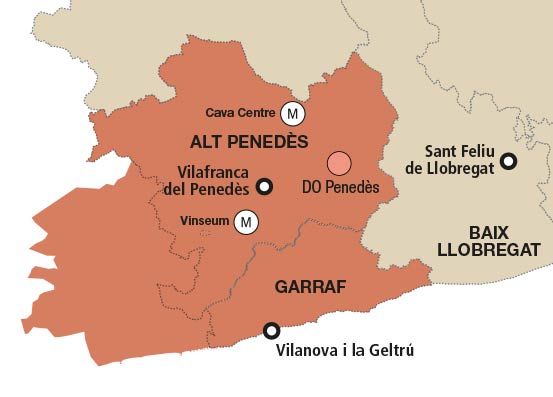 Cava Centre M
ALT PENEDÈS
Sant Feliu
de Llobregat
Vilafranca
del Penedès
DO Penedès
Vinseum M
BAIX
LLOBREGAT
GARRAF
Vilanova i la Geltrú